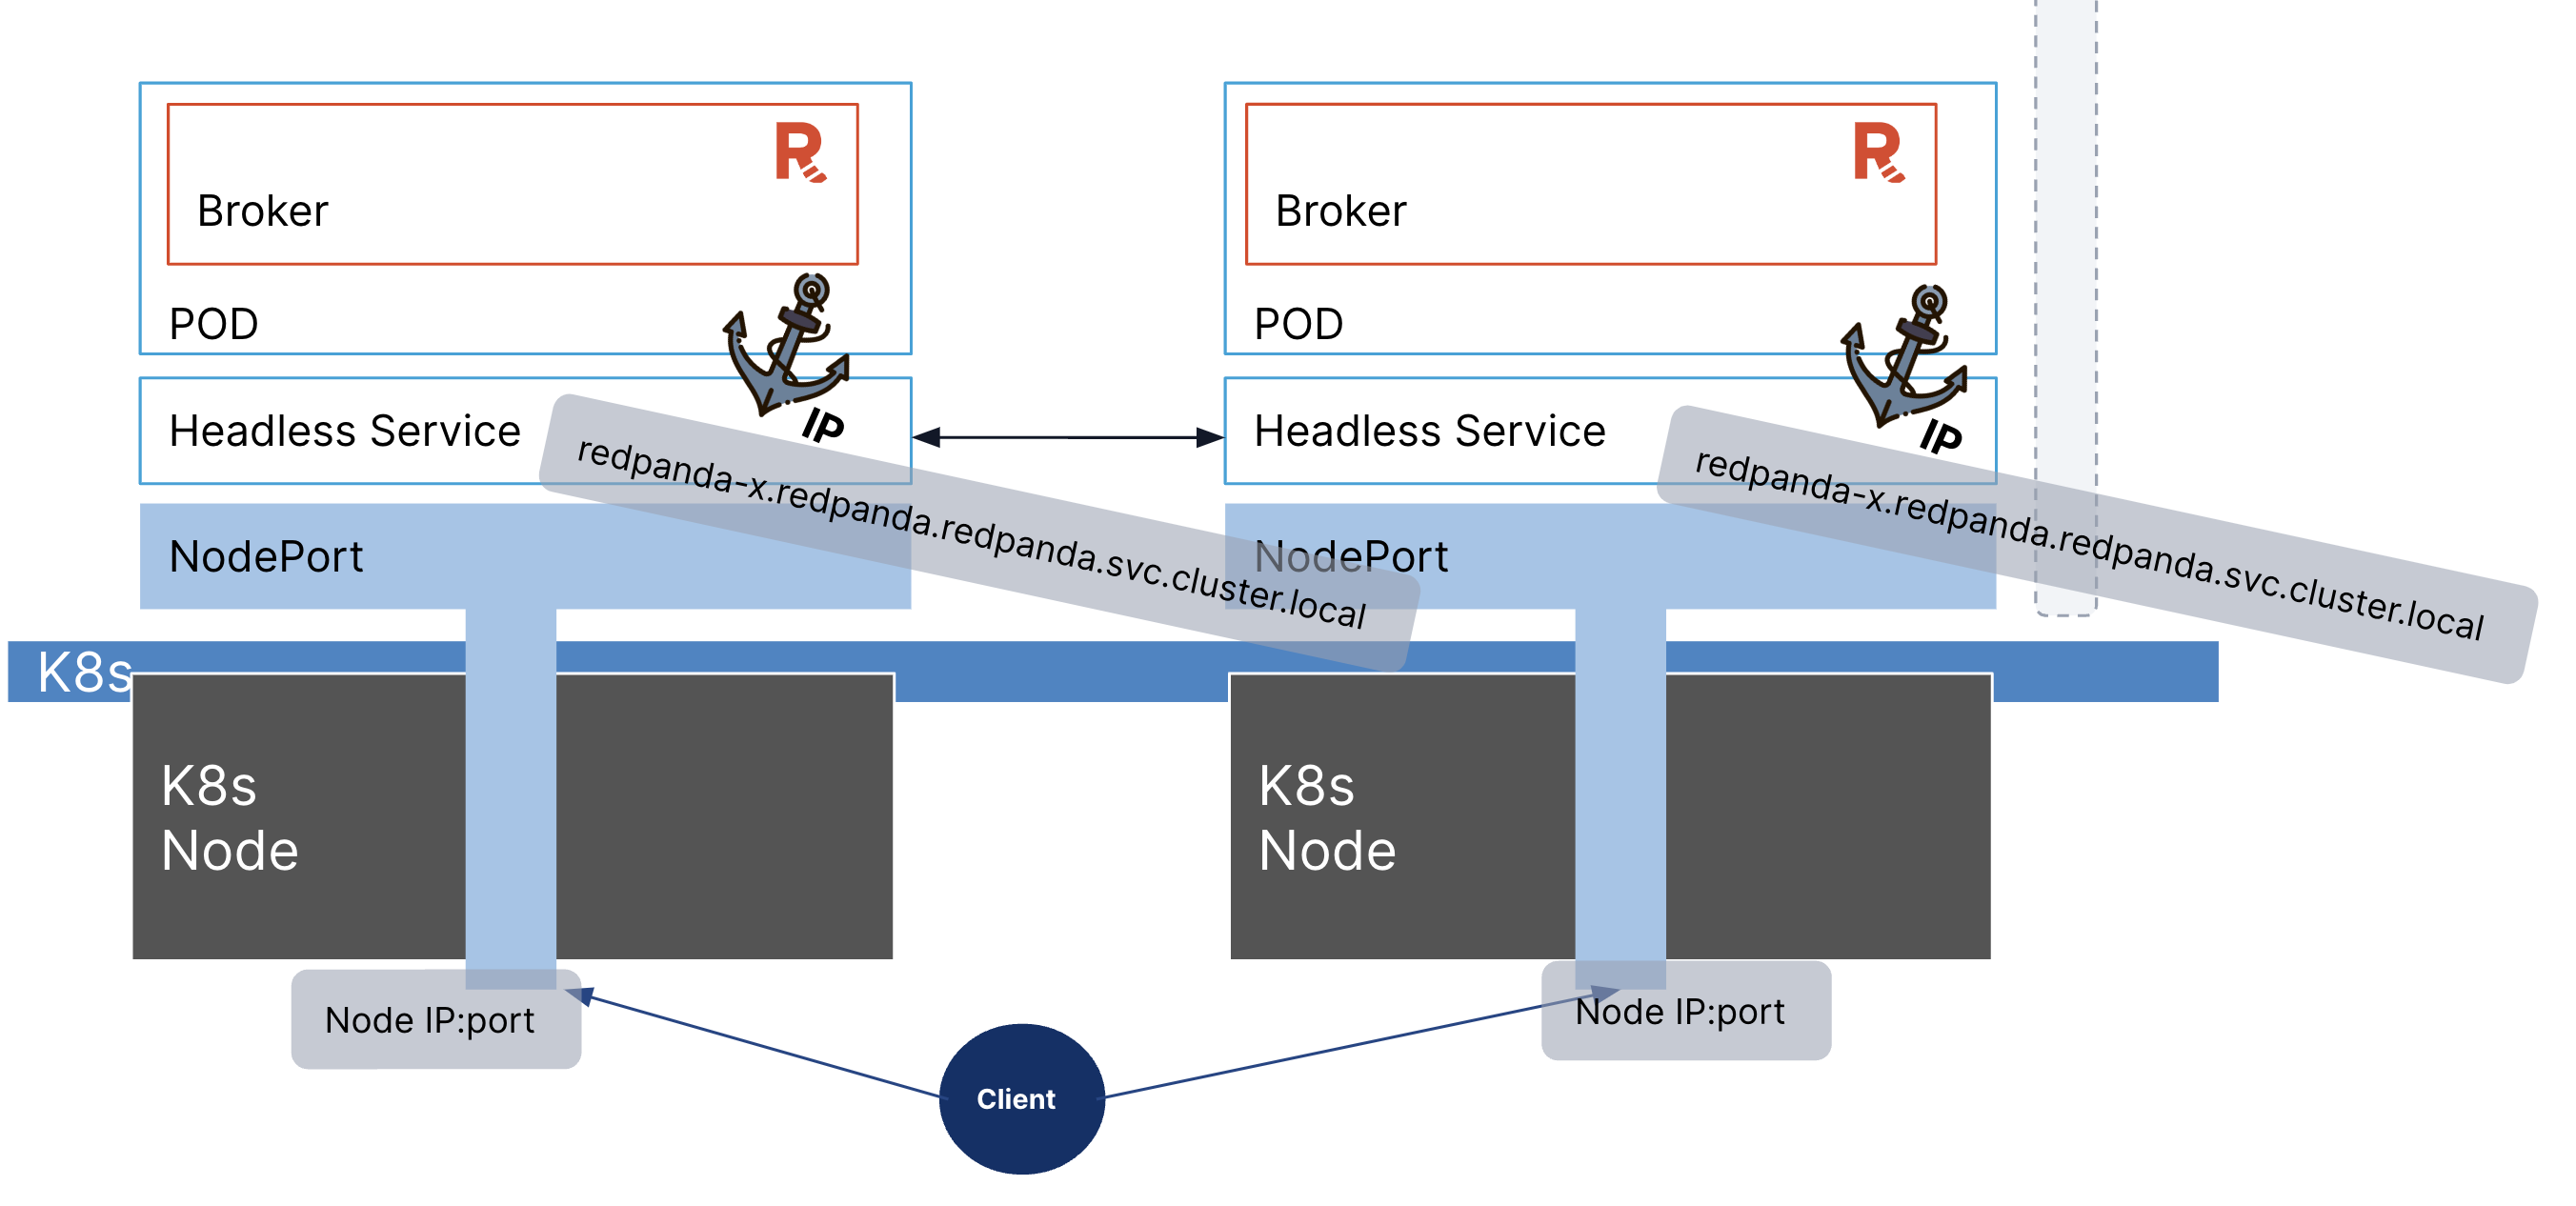 Broker
POD
IP
Headless Service
redpanda-x.redpanda.redpanda.svc.cluster.local
NodePort
Broker
POD
IP
Headless Service
redpanda-x.redpanda.redpanda.svc.cluster.local
NodePort
K8s
K8s
Node
K8s
Node
Node IP:port
Node IP:port
Client